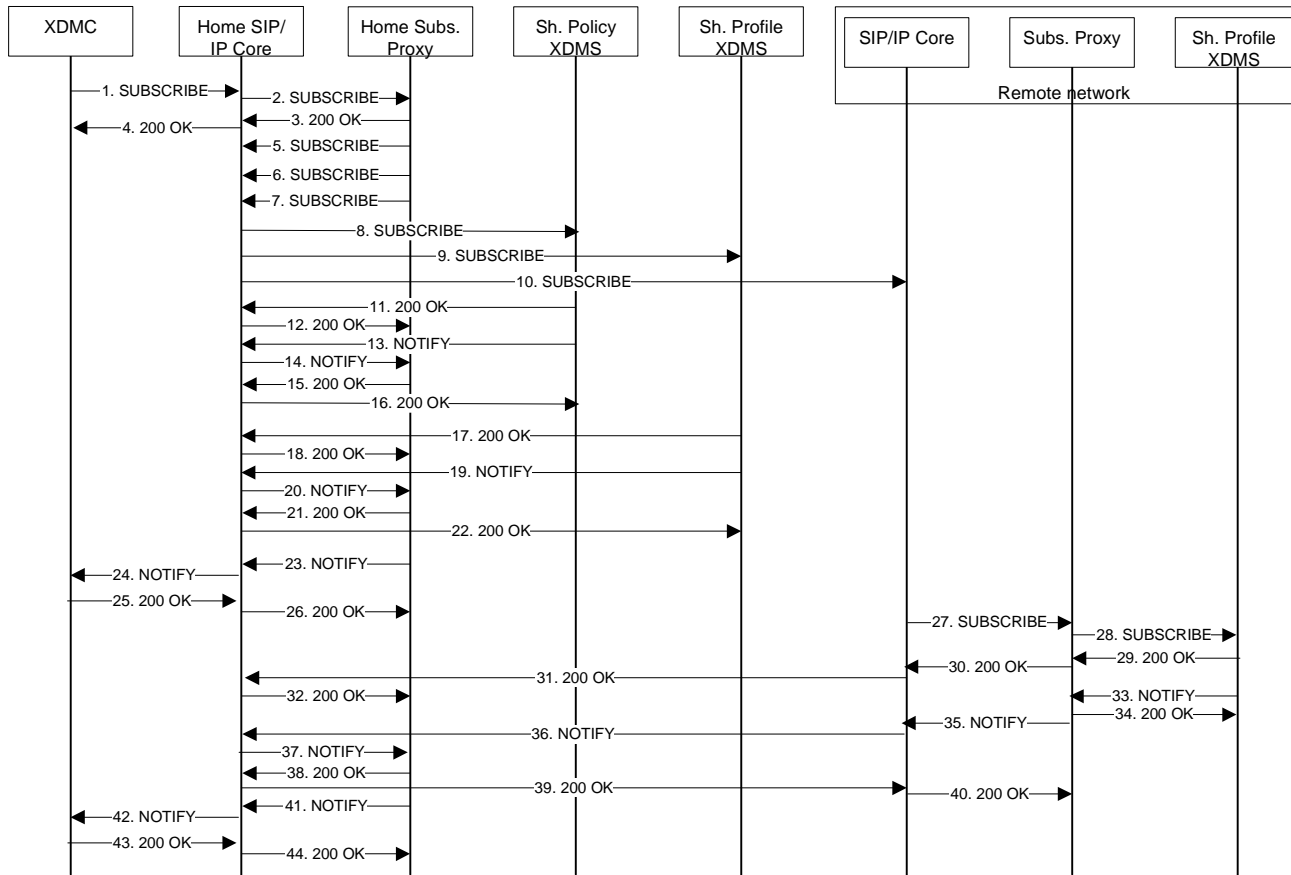 XDMC
Home SIP/
IP Core
Home Subs.
Proxy
Sh. Policy
XDMS
Sh. Profile
XDMS
SIP/IP Core
Subs. Proxy
Sh. Profile
XDMS
Remote network
1. SUBSCRIBE
2. SUBSCRIBE
3. 200 OK
4. 200 OK
5. SUBSCRIBE
6. SUBSCRIBE
7. SUBSCRIBE
8. SUBSCRIBE
9. SUBSCRIBE
10. SUBSCRIBE
11. 200 OK
12. 200 OK
13. NOTIFY
14. NOTIFY
15. 200 OK
16. 200 OK
17. 200 OK
18. 200 OK
19. NOTIFY
20. NOTIFY
21. 200 OK
22. 200 OK
23. NOTIFY
24. NOTIFY
25. 200 OK
26. 200 OK
27. SUBSCRIBE
28. SUBSCRIBE
29. 200 OK
30. 200 OK
31. 200 OK
32. 200 OK
33. NOTIFY
34. 200 OK
35. NOTIFY
36. NOTIFY
37. NOTIFY
38. 200 OK
39. 200 OK
40. 200 OK
41. NOTIFY
42. NOTIFY
43. 200 OK
44. 200 OK